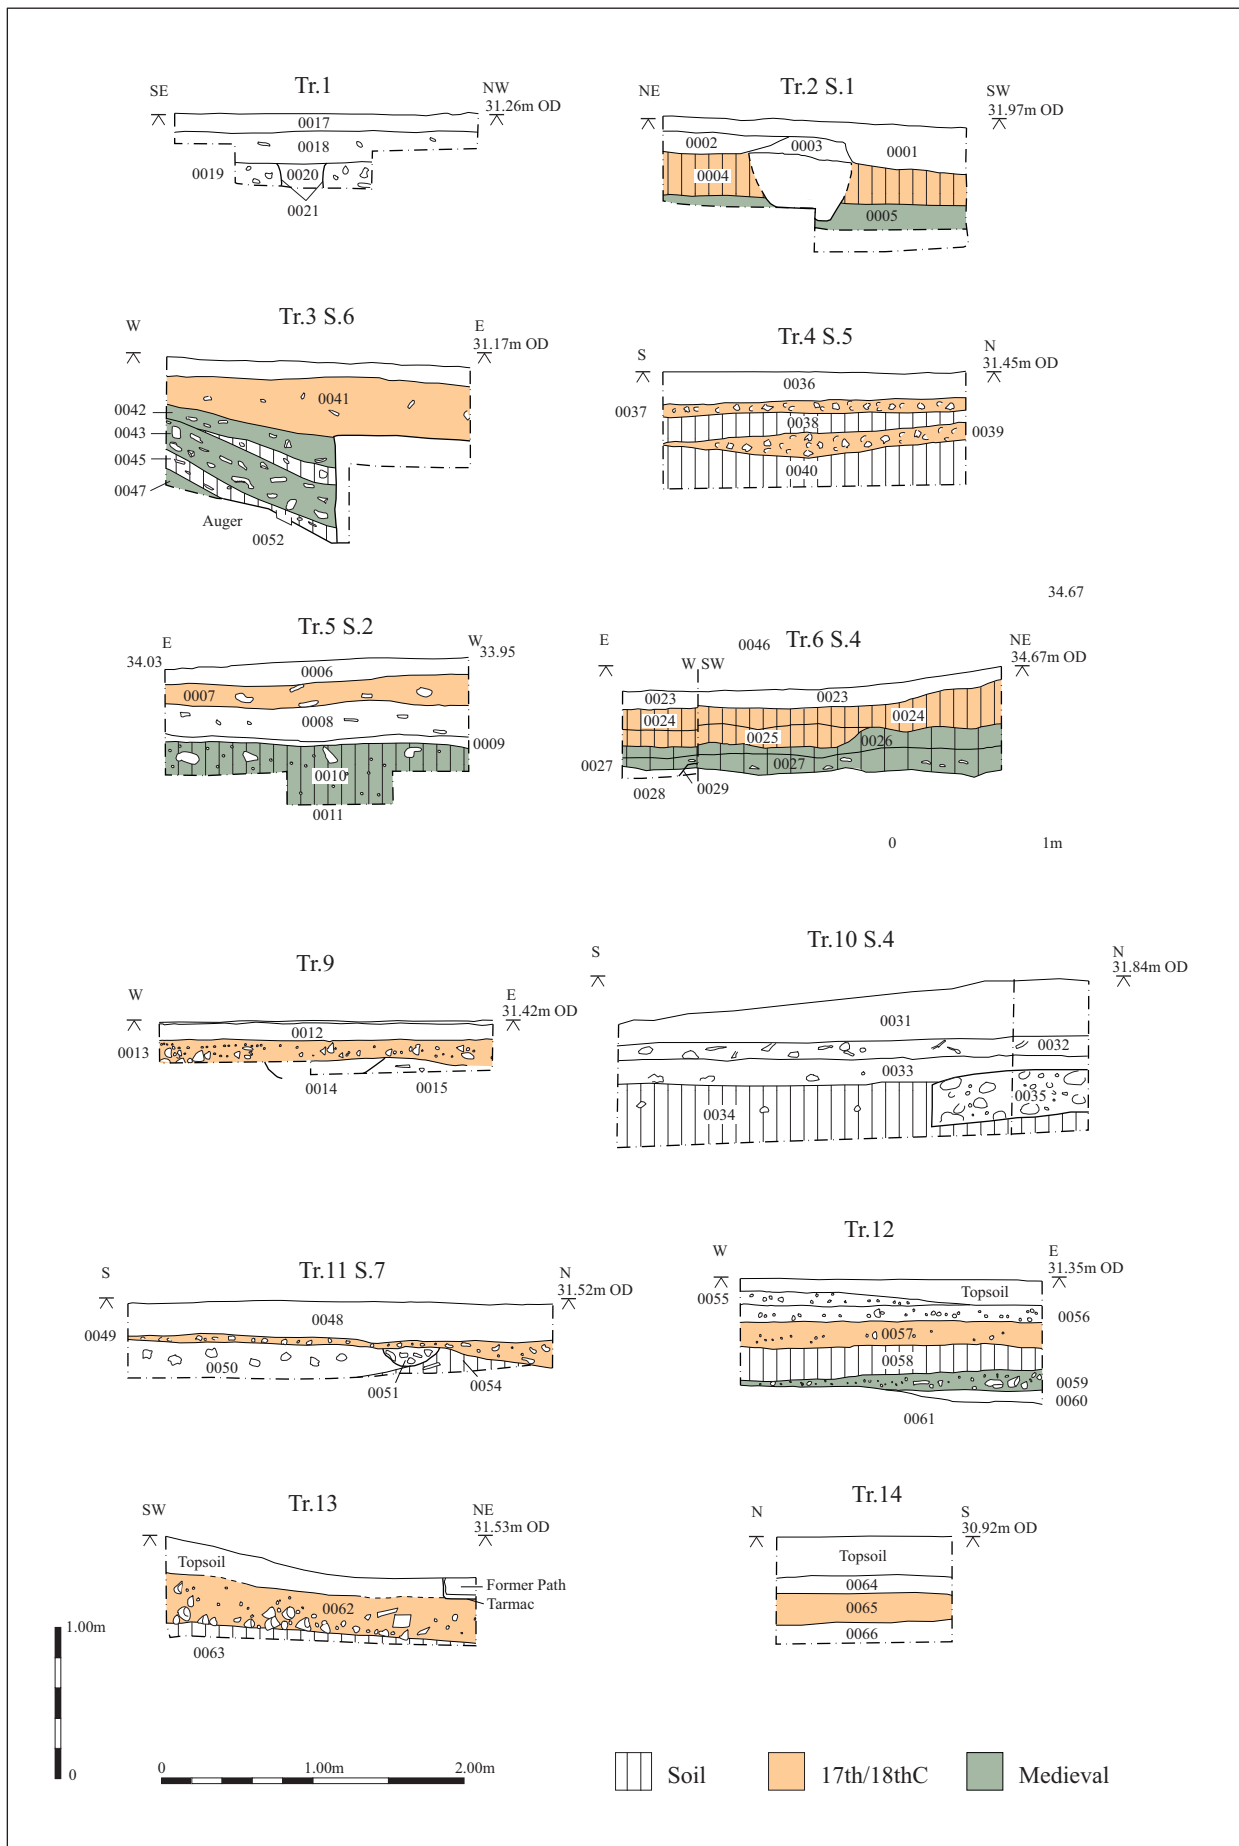 Tr.1
SE
NW
31.26m OD
0017
0018
0019
0020
0021
Tr.2 S.1
NE
SW
31.97m OD
0002
0003
0001
0004
0005
Tr.3 S.6
W
E
31.17m OD
0041
0042
0043
0045
0047
Auger
0052
Tr.4 S.5
S
N
31.45m OD
0036
0037
0038
0039
0040
Tr.5 S.2
E
W
34.03
33.95
0006
0007
0008
0009
0010
0011
34.67
0046
Tr.6 S.4
E
W
SW
NE
34.67m OD
0023
0023
0024
0024
0025
0026
0027
0027
0028
0029
0
1m
Tr.9
W
E
31.42m OD
0012
0013
0014
0015
Tr.10 S.4
S
N
31.84m OD
0031
0032
0033
0034
0035
Tr.11 S.7
S
N
31.52m OD
0048
0049
0050
0051
0054
Tr.12
W
E
31.35m OD
0055
Topsoil
0056
0057
0058
0059
0060
0061
Tr.13
SW
NE
31.53m OD
Topsoil
Former Path
Tarmac
0062
0063
Tr.14
N
S
30.92m OD
Topsoil
0064
0065
0066
1.00m
0
0
1.00m
2.00m
Soil
17th/18thC
Medieval